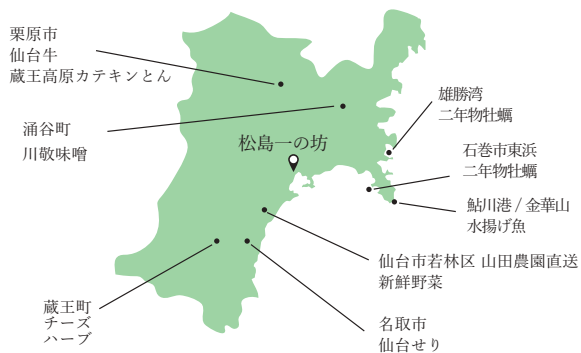 栗原市
仙台牛
蔵王高原カテキンとん
涌谷町
川敬味噌
松島一の坊
雄勝湾
二年物牡蠣
石巻市東浜
二年物牡蠣
鮎川港 / 金華山
水揚げ魚
仙台市若林区 山田農園直送
新鮮野菜
名取市
仙台せり
蔵王町
チーズ
ハーブ